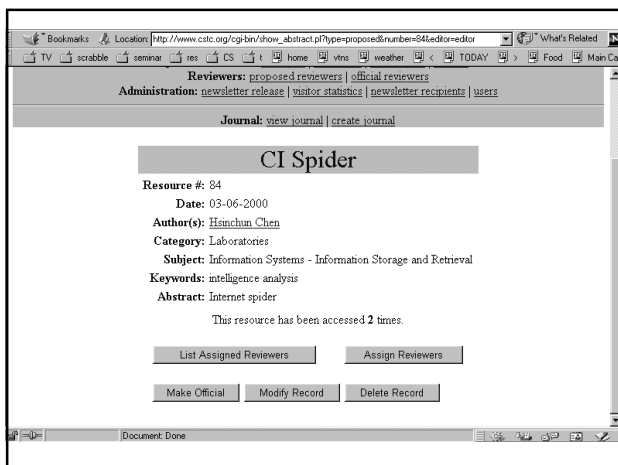 Bookmarks Location: http://www.cstc.org/cgi-bin/show_abstract.pl?type=proposed&number=84&editor=editor What's Related
TV scrabble seminar res CS t home vtns weather < TODAY > Food Main Ca
Reviewers: proposed reviewers | official reviewers
Administration: newsletter release | visitor statistics | newsletter recipients | users
Journal: view journal | create journal
CI Spider
Resource #: 84
Date: 03-06-2000
Author(s): Hsinchun Chen
Category: Laboratories
Subject: Information Systems - Information Storage and Retrieval
Keywords: intelligence analysis
Abstract: Internet spider
This resource has been accessed 2 times.
List Assigned Reviewers Assign Reviewers
Make Official Modify Record Delete Record
Document: Done